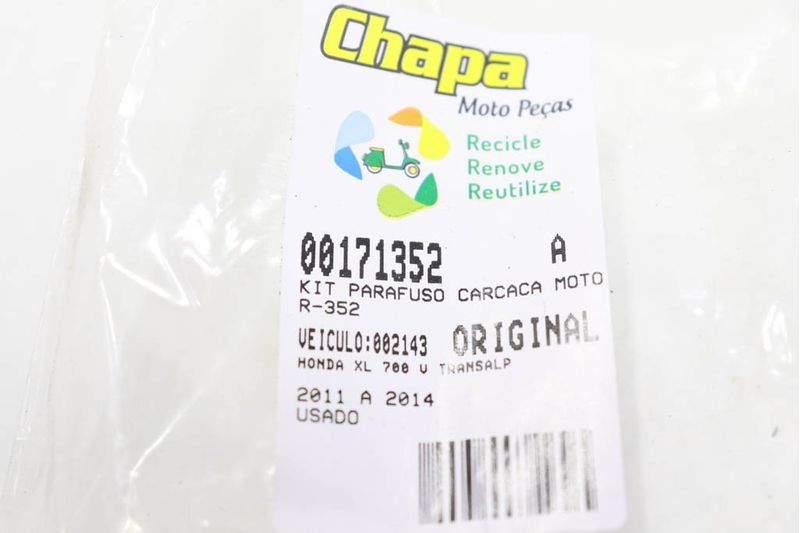 Chapa
Moto Peças
Recicle
Renove
Reutilize
00171352 A
KIT PARAFUSO CARCACA MOTO
R-352
VEICULO:002143 ORIGINAL
HONDA XL 700 V TRANSALP
2011 A 2014
USADO